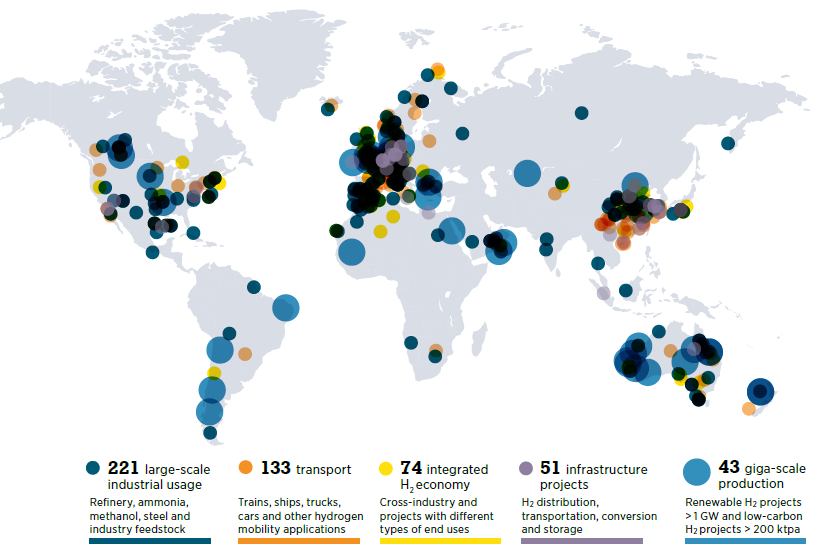 221 large-scale
industrial usage
Refinery, ammonia,
methanol, steel and
industry feedstock
133 transport
Trains, ships, trucks,
cars and other hydrogen
mobility applications
74 integrated
H₂ economy
Cross-industry and
projects with different
types of end uses
51 infrastructure
projects
H₂ distribution,
transportation, conversion
and storage
43 giga-scale
production
Renewable H₂ projects
>1 GW and low-carbon
H₂ projects > 200 ktpa